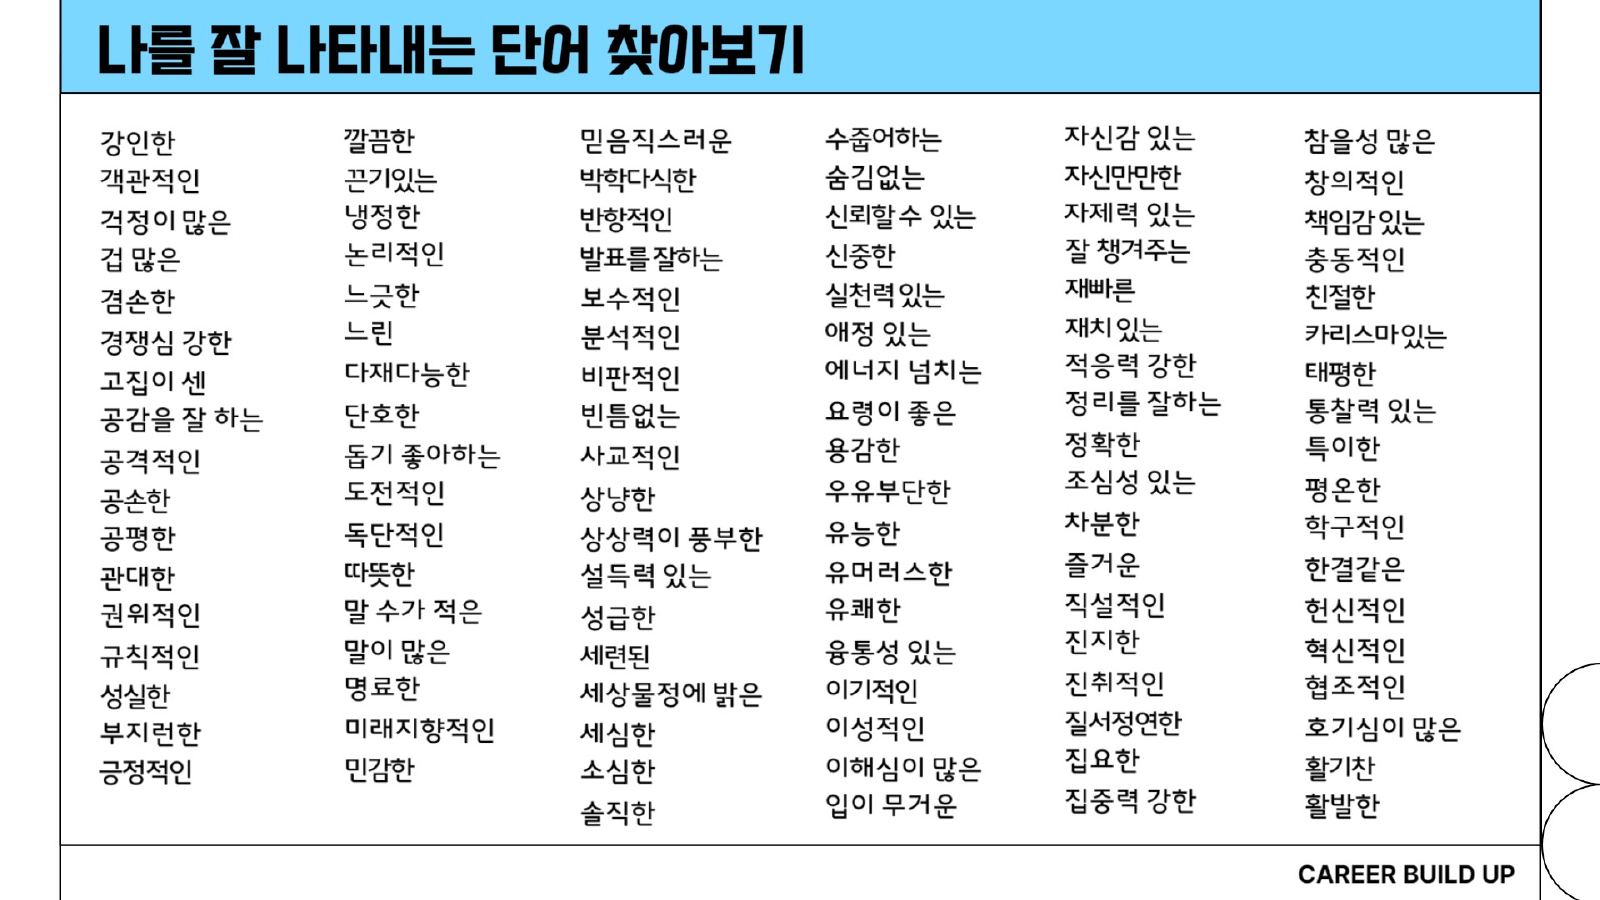 나를 잘 나타내는 단어 찾아보기
강인한
객관적인
걱정이 많은
겁 많은
겸손한
경쟁심 강한
고집이 센
공감을 잘 하는
공격적인
공손한
공평한
관대한
권위적인
규칙적인
성실한
부지런한
긍정적인
깔끔한
끈기있는
냉정한
논리적인
느긋한
느린
다재다능한
단호한
돕기 좋아하는
도전적인
독단적인
따뜻한
말 수가 적은
말이 많은
명료한
미래지향적인
민감한
믿음직스러운
박학다식한
반항적인
발표를 잘하는
보수적인
분석적인
비판적인
빈틈없는
사교적인
상냥한
상상력이 풍부한
설득력 있는
성급한
세련된
세상물정에 밝은
세심한
소심한
솔직한
수줍어하는
숨김없는
신뢰할 수 있는
신중한
실천력 있는
애정 있는
에너지 넘치는
요령이 좋은
용감한
우유부단한
유능한
유머러스한
유쾌한
융통성 있는
이기적인
이성적인
이해심이 많은
입이 무거운
자신감 있는
자신만만한
자제력 있는
잘 챙겨주는
재빠른
재치 있는
적응력 강한
정리를 잘하는
정확한
조심성 있는
차분한
즐거운
직설적인
진지한
진취적인
질서정연한
집요한
집중력 강한
참을성 많은
창의적인
책임감 있는
충동적인
친절한
카리스마 있는
태평한
통찰력 있는
특이한
평온한
학구적인
한결같은
헌신적인
혁신적인
협조적인
호기심이 많은
활기찬
활발한
CAREER BUILD UP